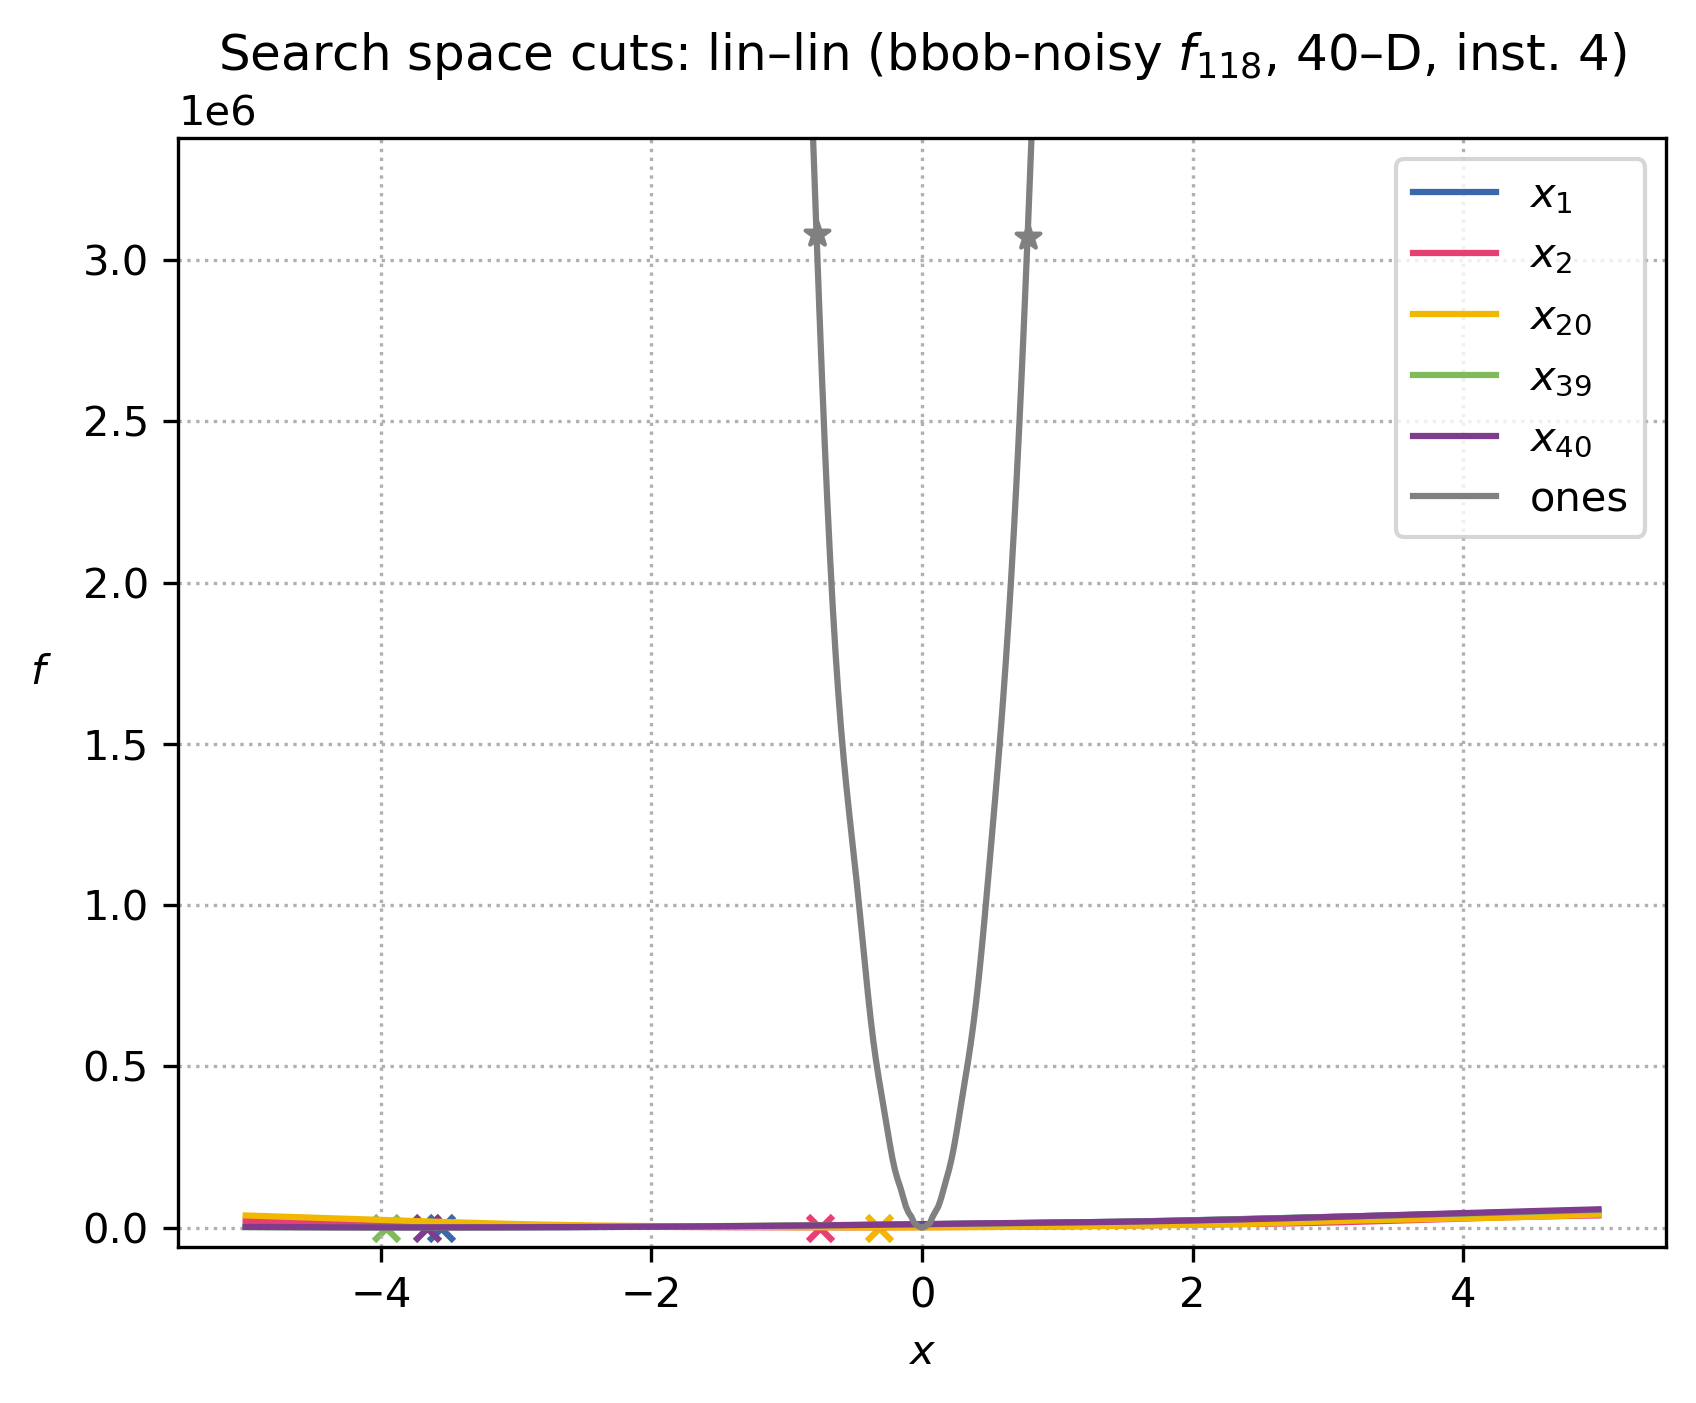 Search space cuts: lin–lin (bbob-noisy f₁₁₈, 40–D, inst. 4)
1e6
3.0
2.5
2.0
1.5
1.0
0.5
0.0
f
−4
−2
0
2
4
x
x₁
x₂
x₂₀
x₃₉
x₄₀
ones